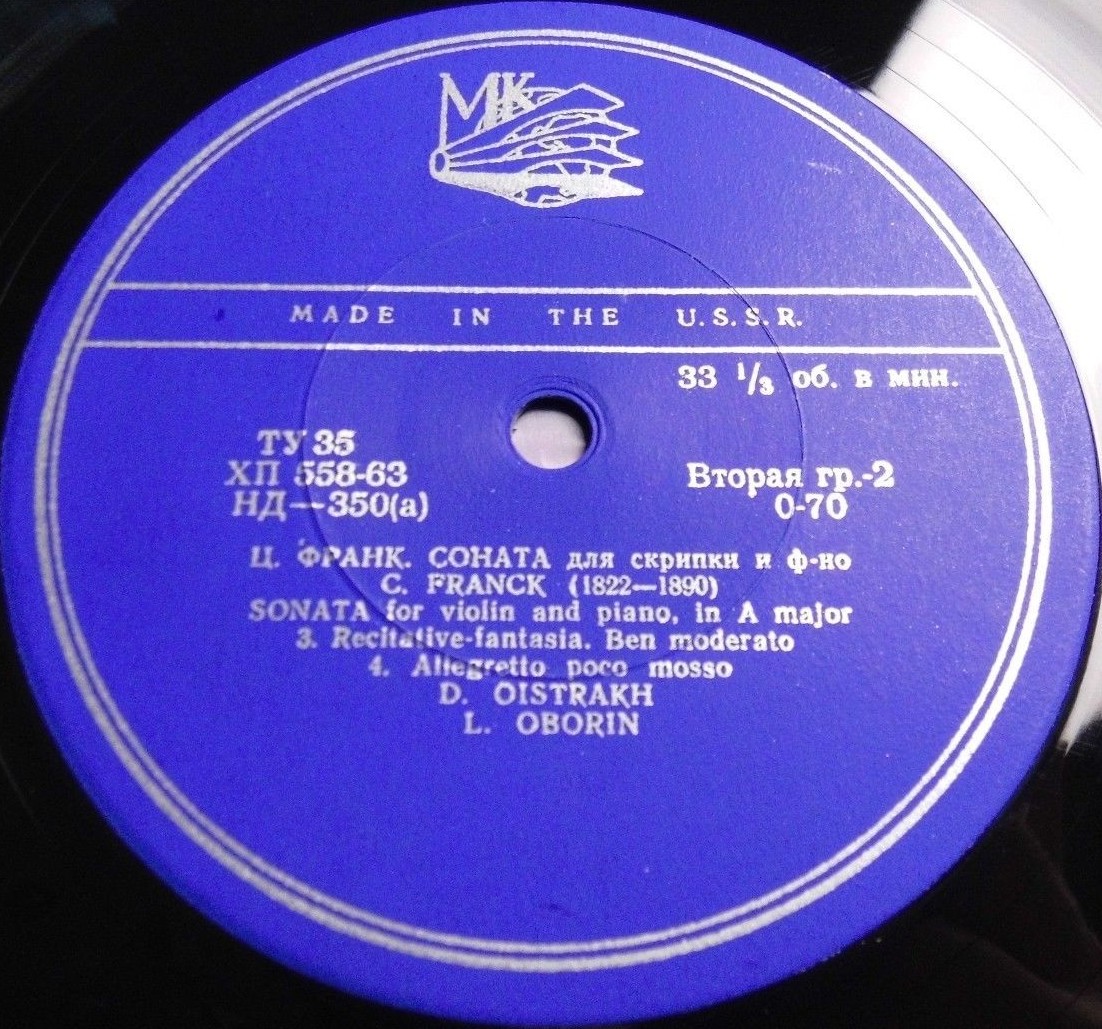 МК
MADE IN THE U.S.S.R.
33 1/3 об. в мин.
ТУ 35
ХП 558-63
НД—350(а)
Вторая гр.-2
0-70
Ц. ФРАНК. СОНАТА для скрипки и ф-но
C. FRANCK (1822—1890)
SONATA for violin and piano, in A major
3. Recitative-fantasia. Ben moderato
4. Allegretto poco mosso
D. OISTRAKH
L. OBORIN